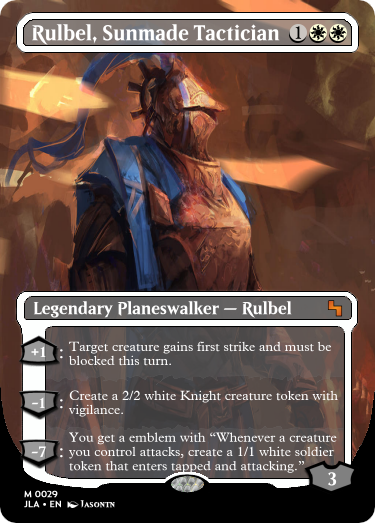 Rulbel, Sunmade Tactician 1
Legendary Planeswalker — Rulbel
+1: Target creature gains first strike and must be
blocked this turn.
−1: Create a 2/2 white Knight creature token with
vigilance.
−7: You get a emblem with “Whenever a creature
you control attacks, create a 1/1 white soldier
token that enters tapped and attacking.”
3
M 0029
JLA • EN Jasontn